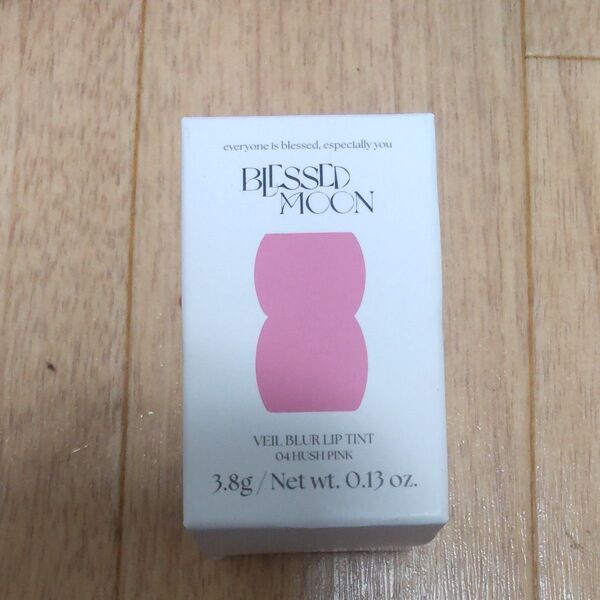 everyone is blessed, especially you
BLESSED
MOON
VEIL BLUR LIP TINT
04 HUSH PINK
3.8g / Net wt. 0.13 oz.